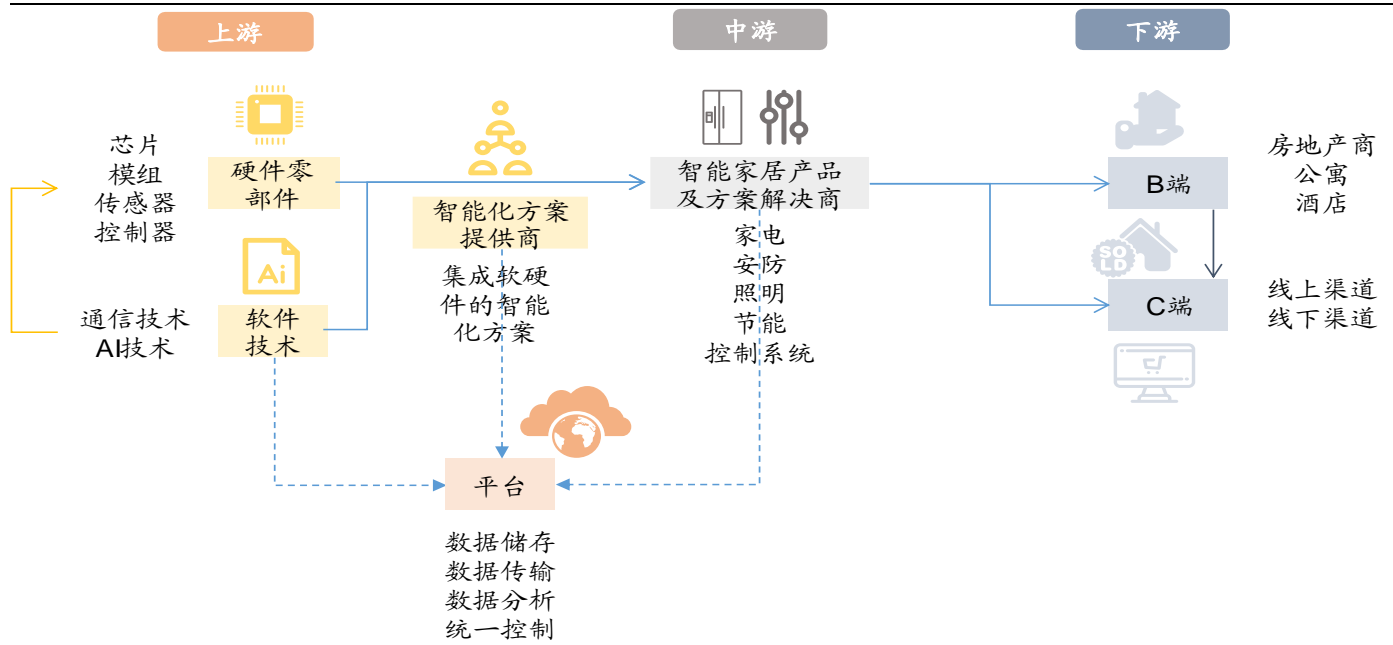 上游
中游
下游
芯片
模组
传感器
控制器
硬件零
部件
通信技术
AI技术
Ai
软件
技术
智能化方案
提供商
集成软硬
件的智能
化方案
智能家居产品
及方案解决商
家电
安防
照明
节能
控制系统
B端
房地产商
公寓
酒店
SO
LD
C端
线上渠道
线下渠道
平台
数据储存
数据传输
数据分析
统一控制